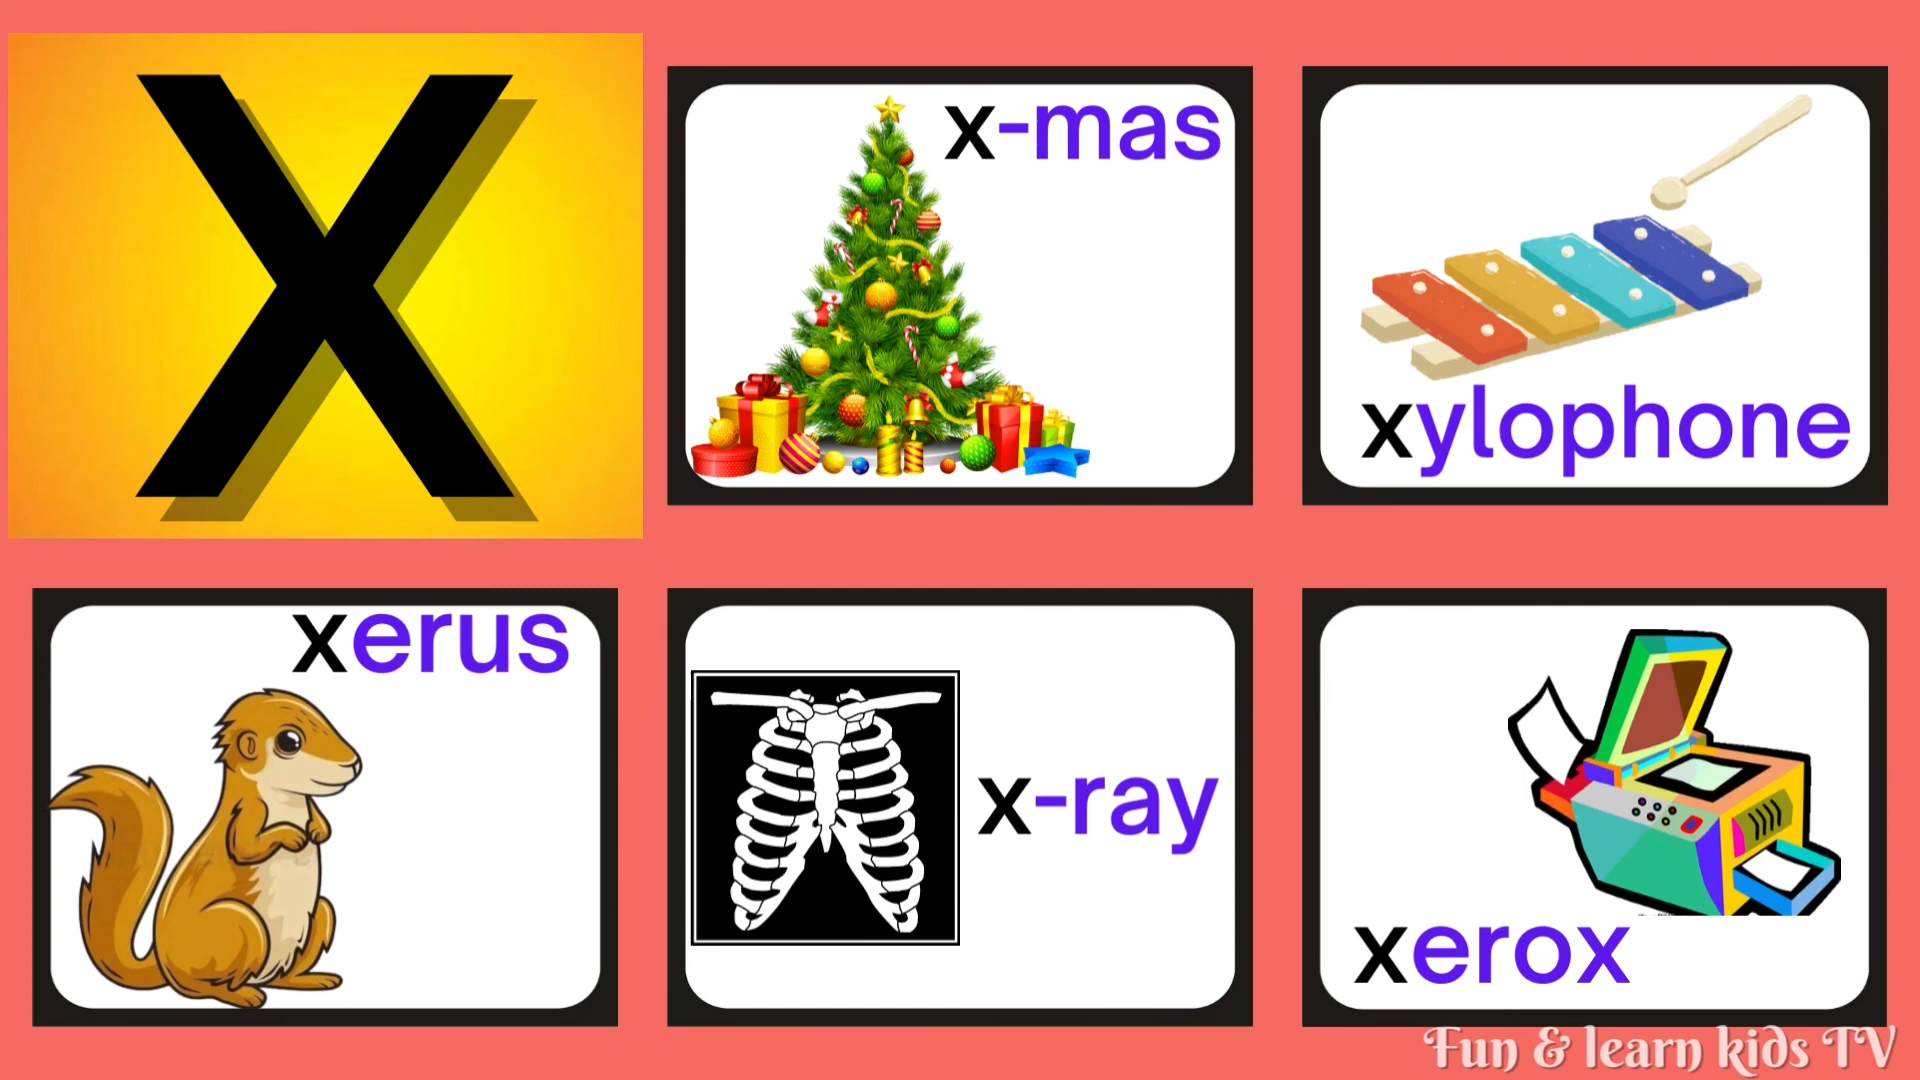 X
x-mas
xylophone
xerus
x-ray
xerox
Fun & learn kids TV